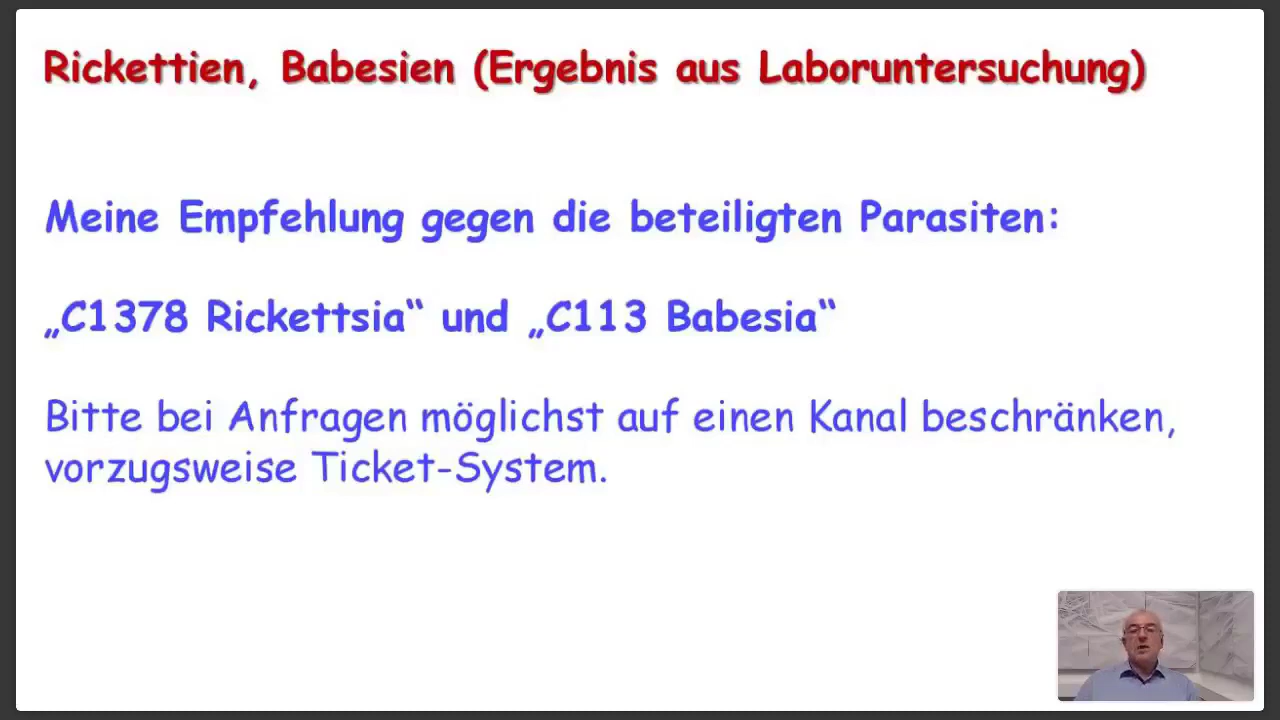 Rickettien, Babesien (Ergebnis aus Laboruntersuchung)
Meine Empfehlung gegen die beteiligten Parasiten:
„C1378 Rickettsia“ und „C113 Babesia“
Bitte bei Anfragen möglichst auf einen Kanal beschränken,
vorzugsweise Ticket-System.